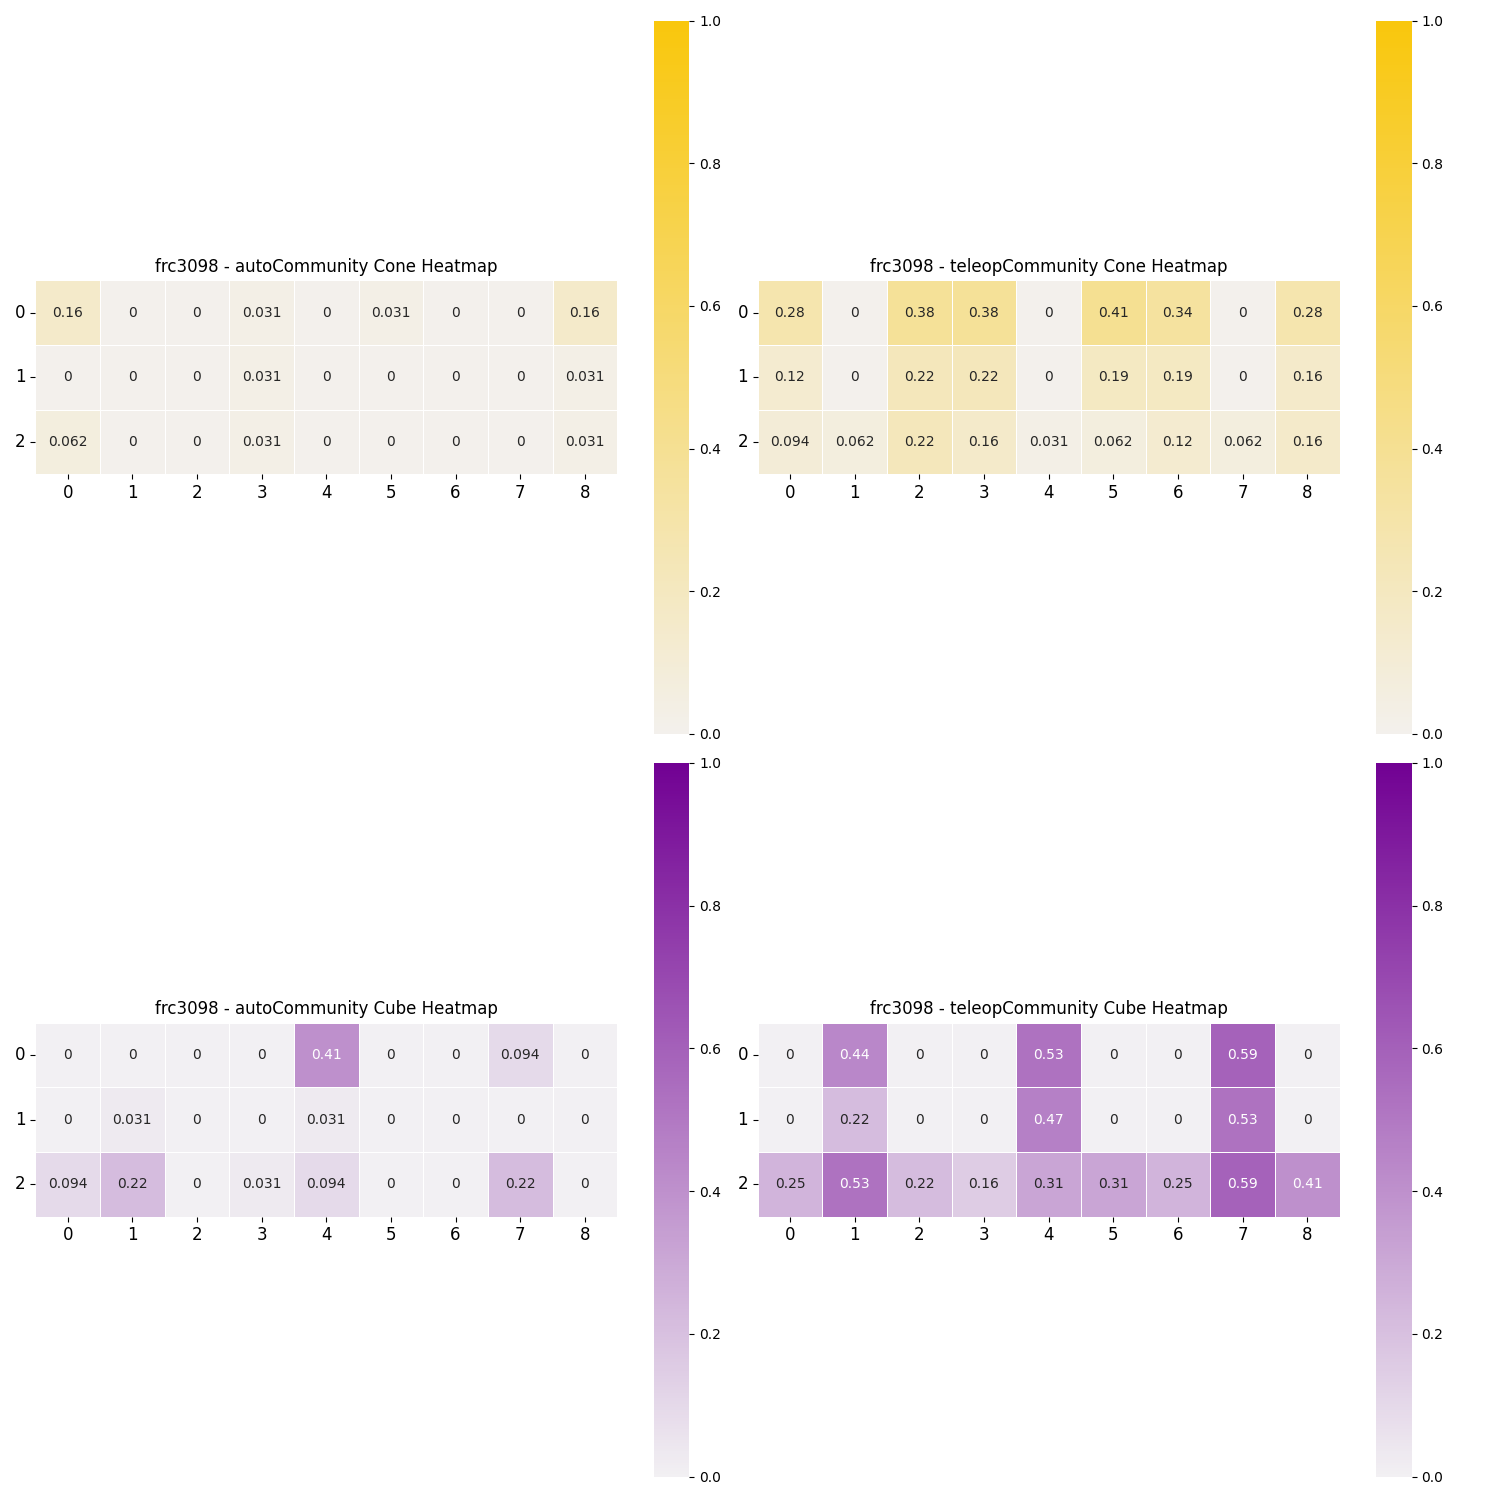 frc3098 - autoCommunity Cone Heatmap
0 0.16 0 0 0.031 0 0.031 0 0 0.16
1 0 0 0 0.031 0 0 0 0 0.031
2 0.062 0 0 0.031 0 0 0 0 0.031
0 1 2 3 4 5 6 7 8
1.0
0.8
0.6
0.4
0.2
0.0
frc3098 - teleopCommunity Cone Heatmap
0 0.28 0 0.38 0.38 0 0.41 0.34 0 0.28
1 0.12 0 0.22 0.22 0 0.19 0.19 0 0.16
2 0.094 0.062 0.22 0.16 0.031 0.062 0.12 0.062 0.16
0 1 2 3 4 5 6 7 8
1.0
0.8
0.6
0.4
0.2
0.0
frc3098 - autoCommunity Cube Heatmap
0 0 0 0 0 0.41 0 0 0.094 0
1 0 0.031 0 0 0.031 0 0 0 0
2 0.094 0.22 0 0.031 0.094 0 0 0.22 0
0 1 2 3 4 5 6 7 8
1.0
0.8
0.6
0.4
0.2
0.0
frc3098 - teleopCommunity Cube Heatmap
0 0 0.44 0 0 0.53 0 0 0.59 0
1 0 0.22 0 0 0.47 0 0 0.53 0
2 0.25 0.53 0.22 0.16 0.31 0.31 0.25 0.59 0.41
0 1 2 3 4 5 6 7 8
1.0
0.8
0.6
0.4
0.2
0.0